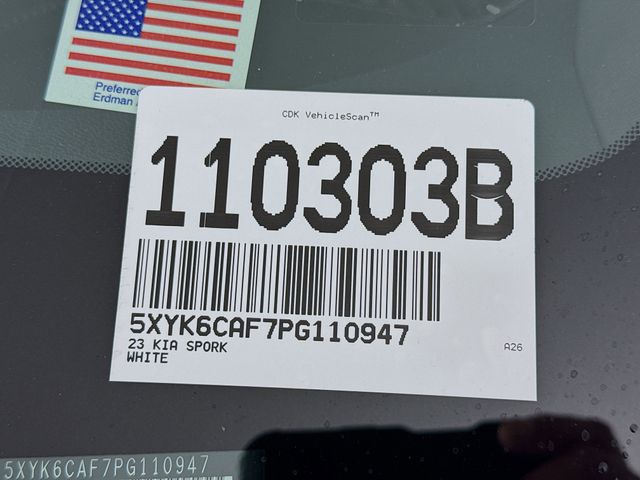 Preferred
Erdman
CDK VehicleScan™
110303B
5XYK6CAF7PG110947
23 KIA SPORK
WHITE
A26
5XYK6CAF7PG110947